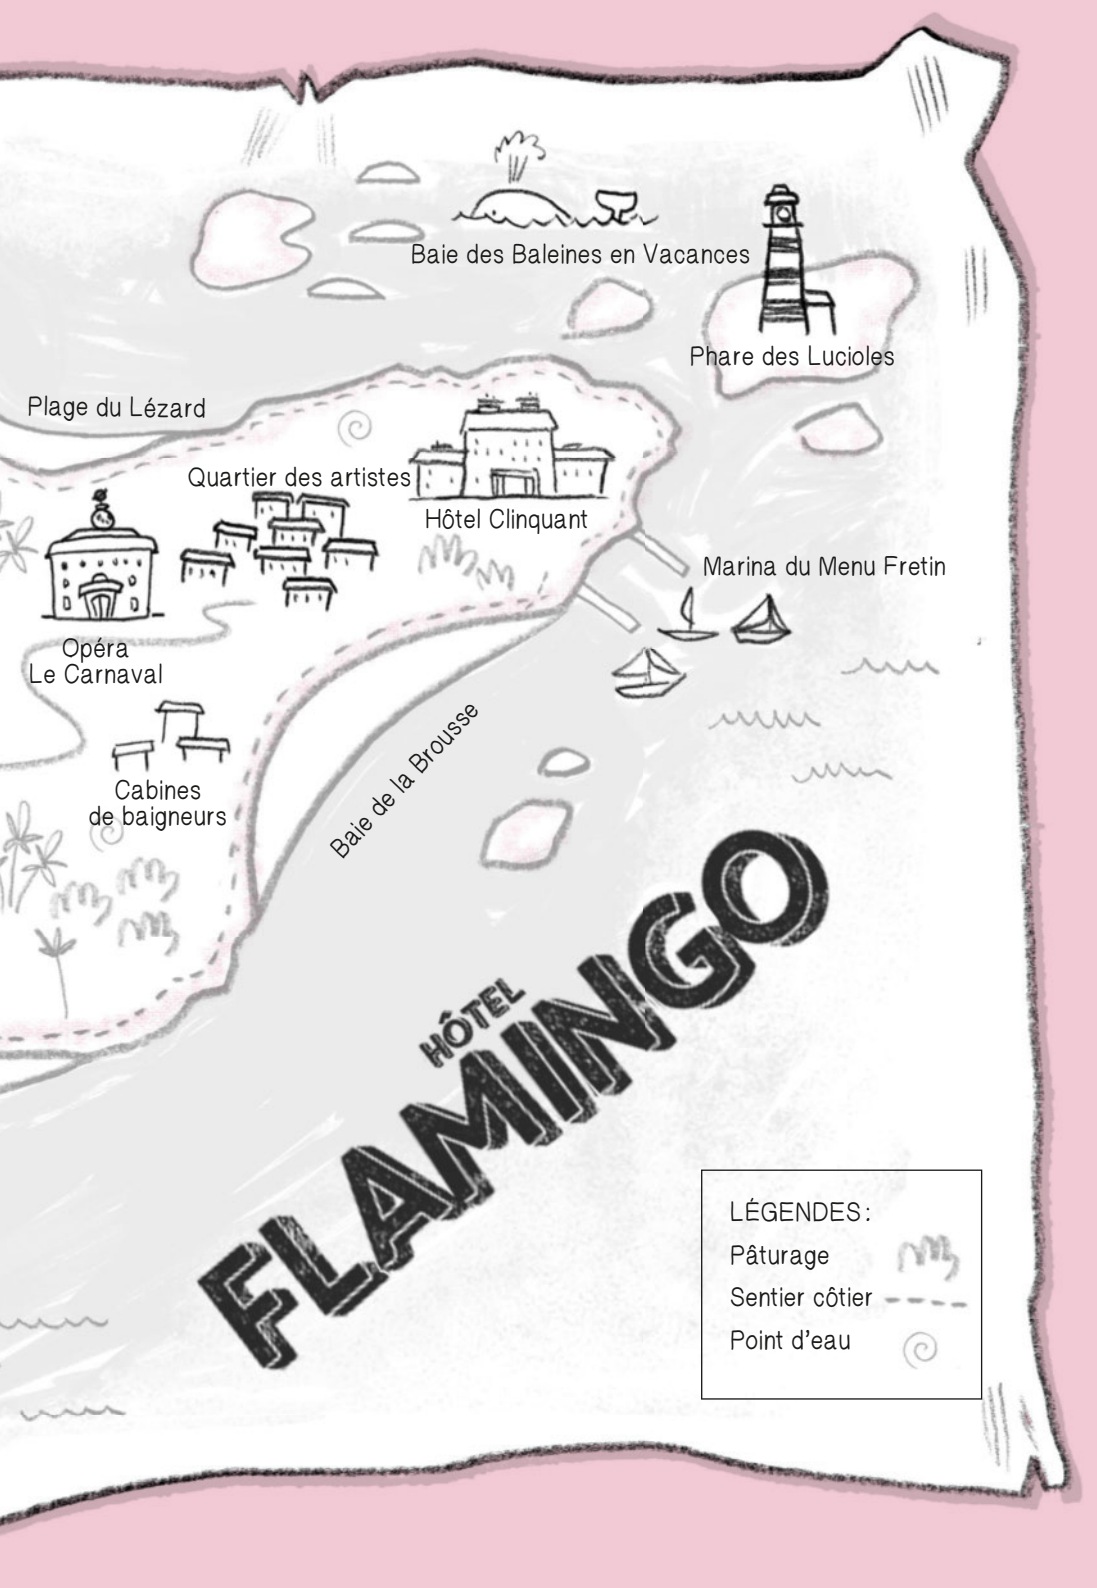 Baie des Baleines en Vacances
Phare des Lucioles
Plage du Lézard
Quartier des artistes
Hôtel Clinquant
Marina du Menu Fretin
Opéra
Le Carnaval
Cabines
de baigneurs
Baie de la Brousse
HÔTEL
FLAMINGO
LÉGENDES :
Pâturage
Sentier côtier
Point d'eau